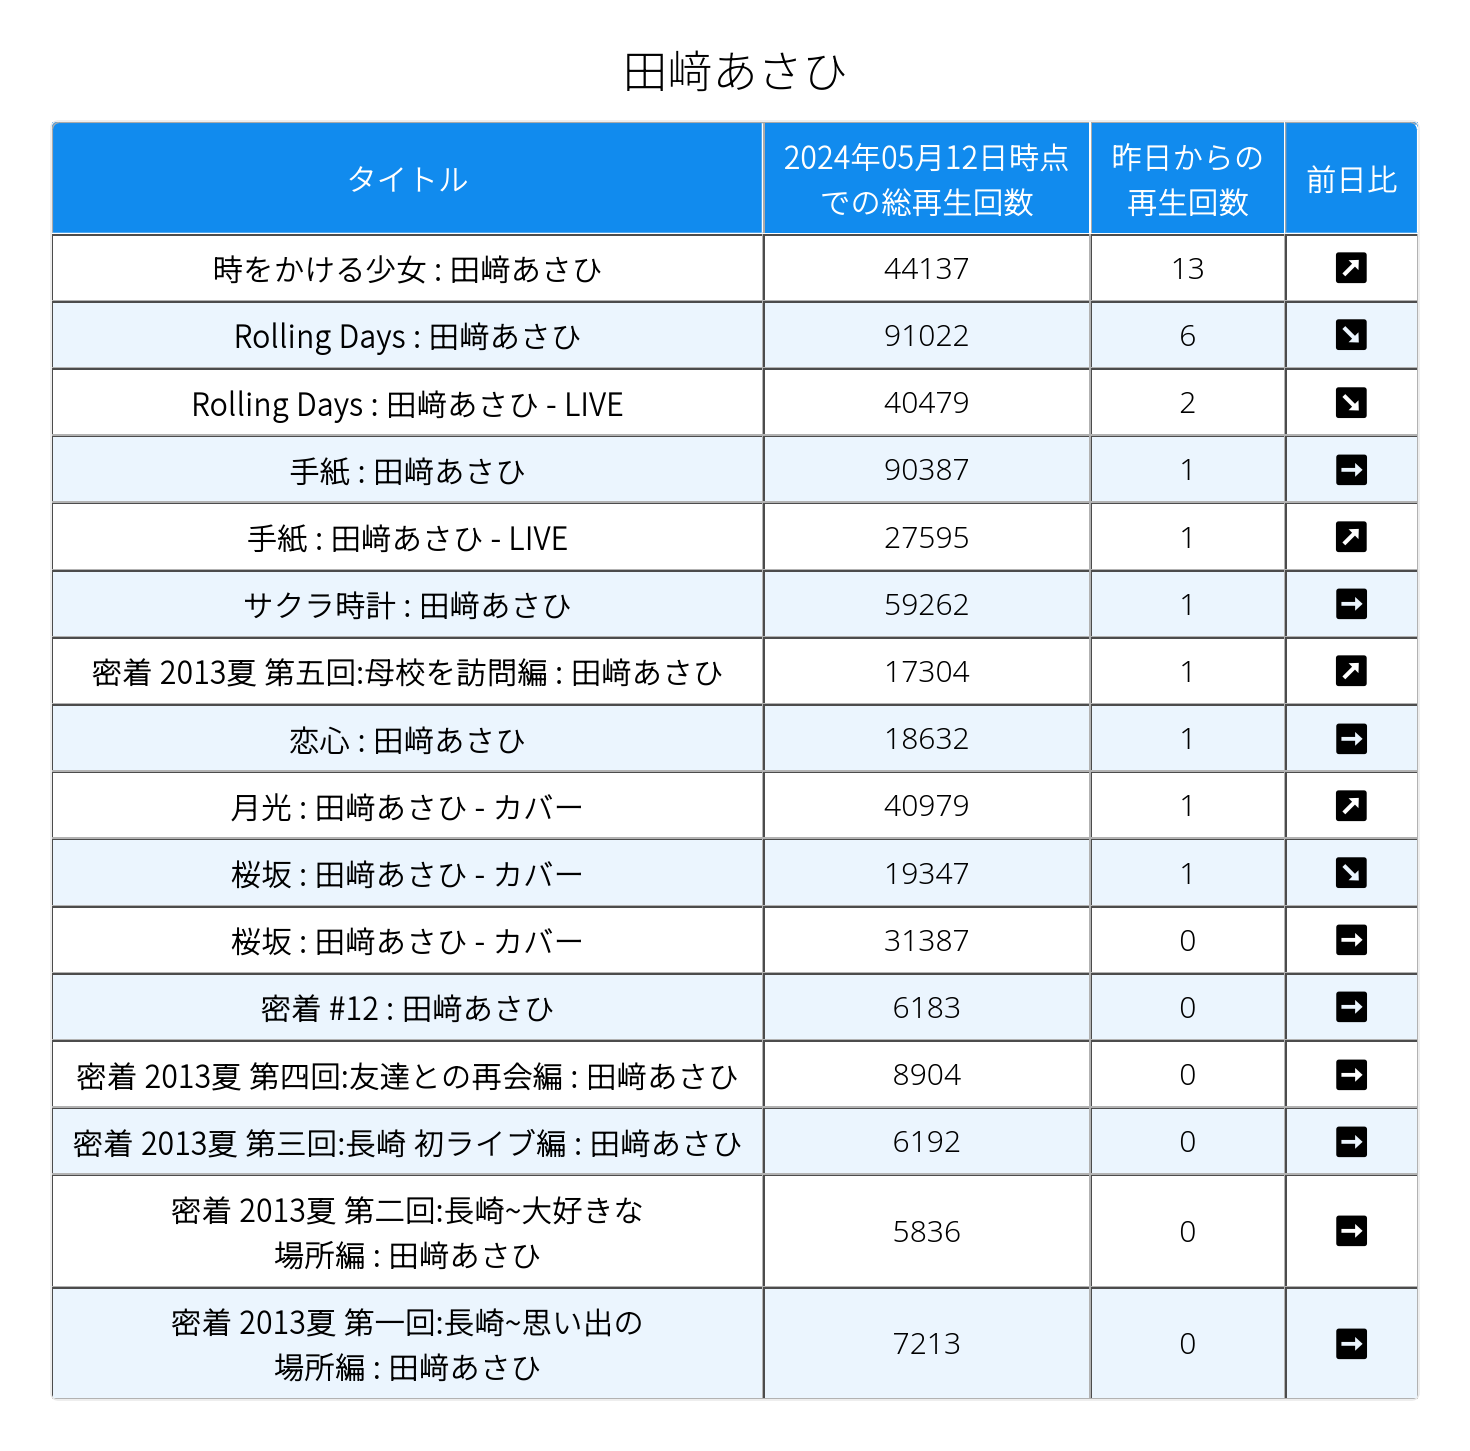 田﨑あさひ
タイトル
2024年05月12日時点
での総再生回数
昨日からの
再生回数
前日比
時をかける少女 : 田﨑あさひ 44137 13 ↗
Rolling Days : 田﨑あさひ 91022 6 ↘
Rolling Days : 田﨑あさひ - LIVE 40479 2 ↘
手紙 : 田﨑あさひ 90387 1 →
手紙 : 田﨑あさひ - LIVE 27595 1 ↗
サクラ時計 : 田﨑あさひ 59262 1 →
密着 2013夏 第五回:母校を訪問編 : 田﨑あさひ 17304 1 ↗
恋心 : 田﨑あさひ 18632 1 →
月光 : 田﨑あさひ - カバー 40979 1 ↗
桜坂 : 田﨑あさひ - カバー 19347 1 ↘
桜坂 : 田﨑あさひ - カバー 31387 0 →
密着 #12 : 田﨑あさひ 6183 0 →
密着 2013夏 第四回:友達との再会編 : 田﨑あさひ 8904 0 →
密着 2013夏 第三回:長崎 初ライブ編 : 田﨑あさひ 6192 0 →
密着 2013夏 第二回:長崎~大好きな
場所編 : 田﨑あさひ 5836 0 →
密着 2013夏 第一回:長崎~思い出の
場所編 : 田﨑あさひ 7213 0 →